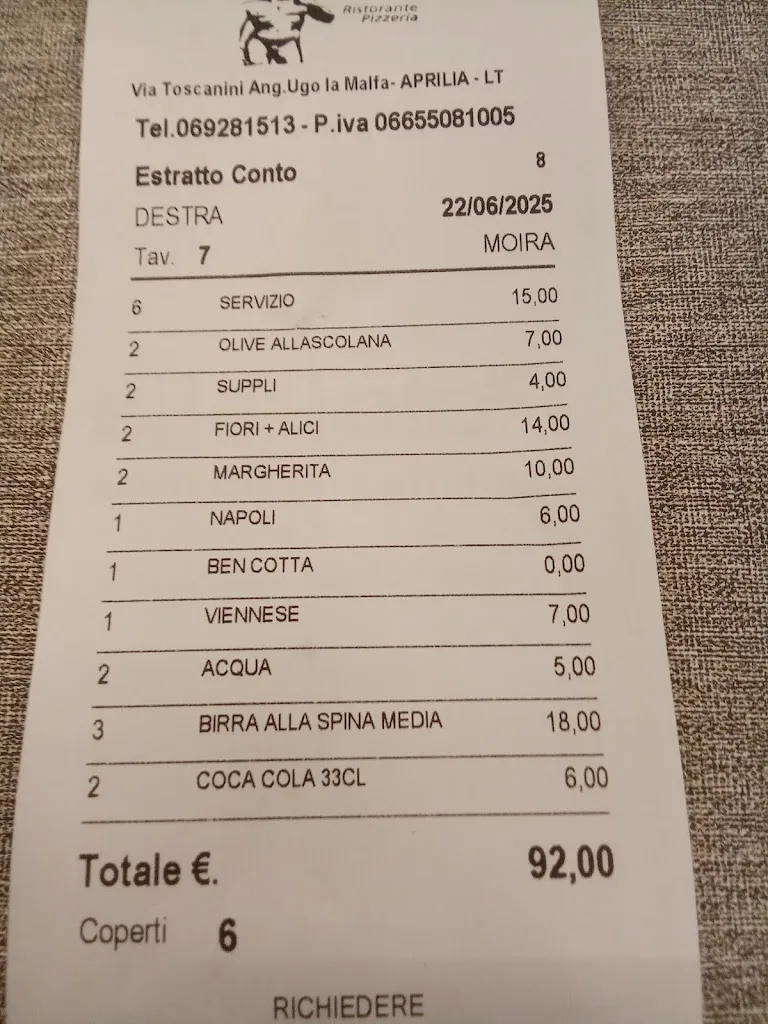 Ristorante
Pizzeria
Via Toscanini Ang.Ugo la Malfa- APRILIA - LT
Tel.069281513 - P.iva 06655081005
Estratto Conto 8
DESTRA 22/06/2025
Tav. 7 MOIRA
6 SERVIZIO 15,00
2 OLIVE ALLASCOLANA 7,00
2 SUPPLI 4,00
2 FIORI + ALICI 14,00
2 MARGHERITA 10,00
1 NAPOLI 6,00
1 BEN COTTA 0,00
1 VIENNESE 7,00
2 ACQUA 5,00
3 BIRRA ALLA SPINA MEDIA 18,00
2 COCA COLA 33CL 6,00
Totale €. 92,00
Coperti 6
RICHIEDERE